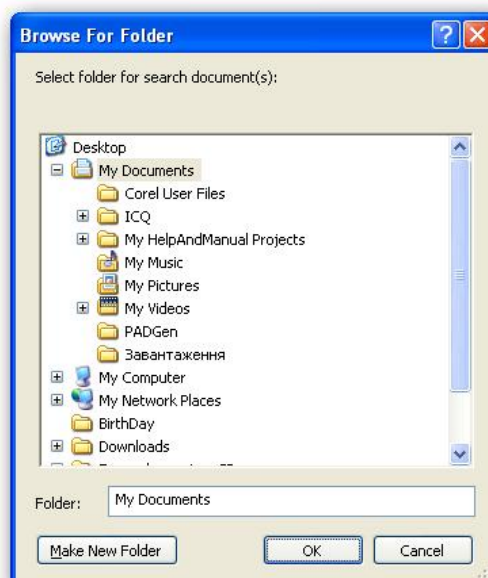 Browse For Folder
Select folder for search document(s):
Desktop
My Documents
Corel User Files
ICQ
My HelpAndManual Projects
My Music
My Pictures
My Videos
PADGen
Завантаження
My Computer
My Network Places
BirthDay
Downloads
Folder: My Documents
Make New Folder OK Cancel